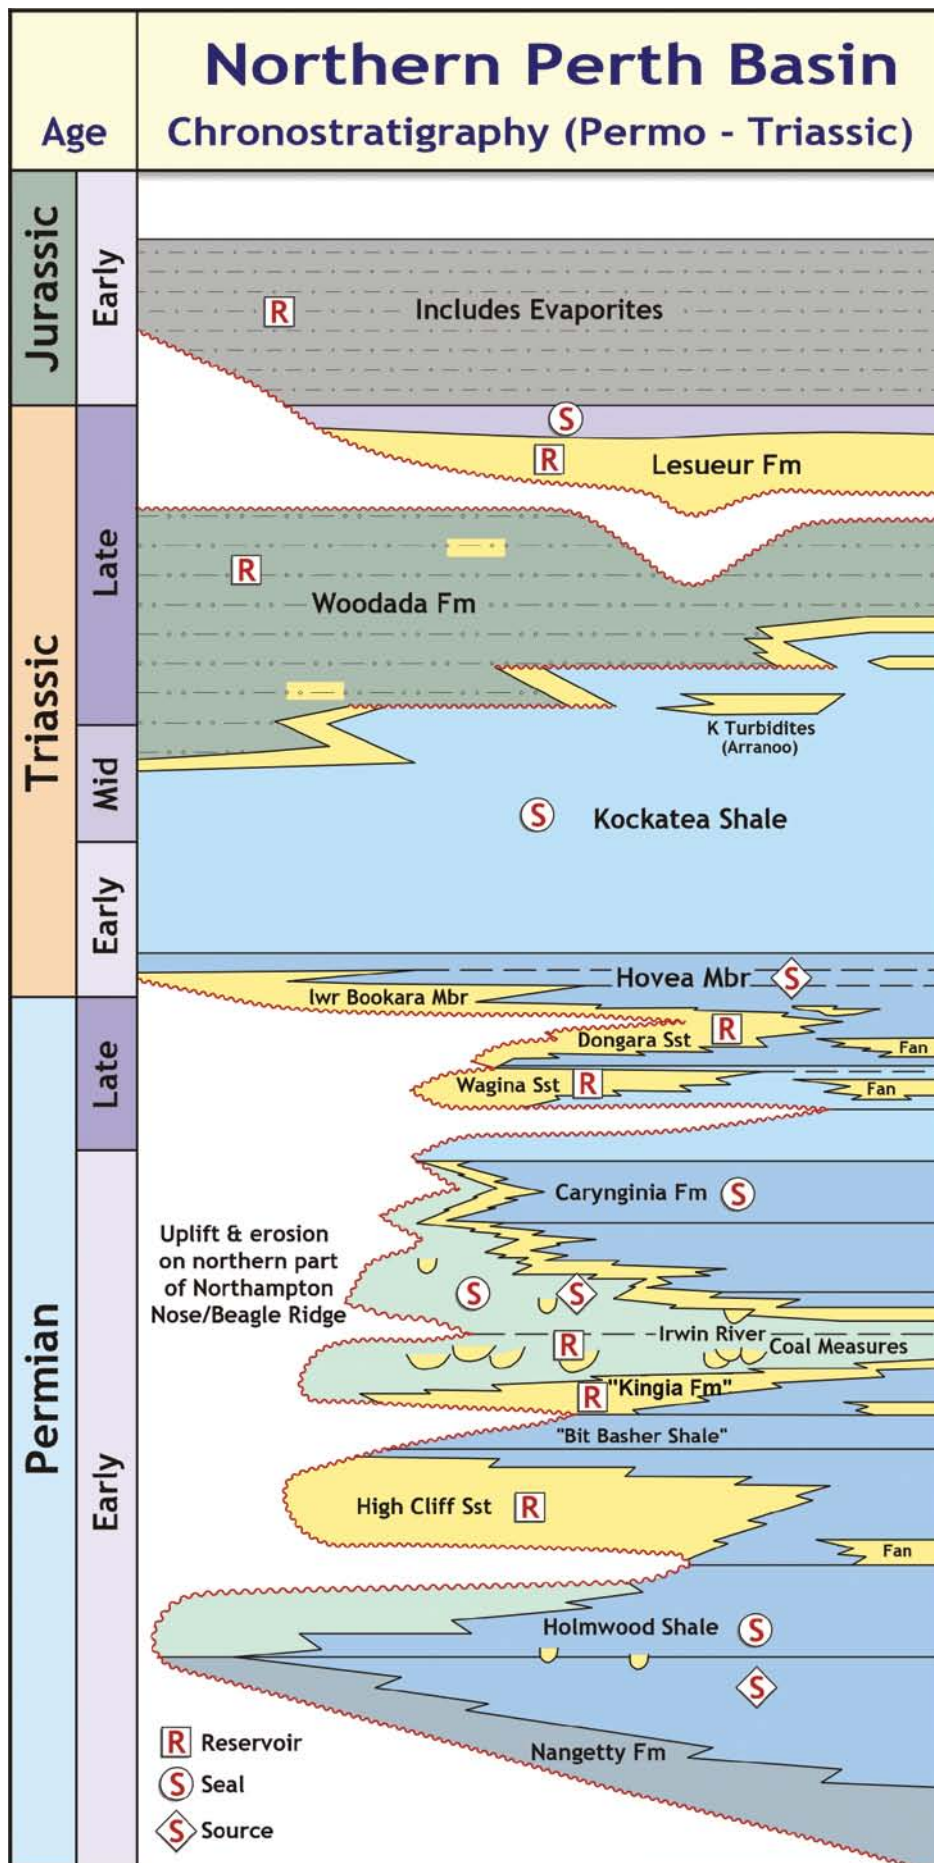 Northern Perth Basin
Age
Chronostratigraphy (Permo - Triassic)
Jurassic
Early
R
Includes Evaporites
Triassic
Late
S
R
Lesueur Fm
R
Woodada Fm
K Turbidites
(Arranoo)
Mid
S
Kockatea Shale
Early
Hovea Mbr
S
lwr Bookara Mbr
Permian
Late
Dongara Sst
R
Fan
Wagina Sst
R
Fan
Early
Carynginia Fm
S
Uplift & erosion
on northern part
of Northampton
Nose/Beagle Ridge
S
S
R
Irwin River
Coal Measures
R
"Kingia Fm"
"Bit Basher Shale"
High Cliff Sst
R
Fan
Holmwood Shale
S
S
Nangetty Fm
R Reservoir
S Seal
S Source